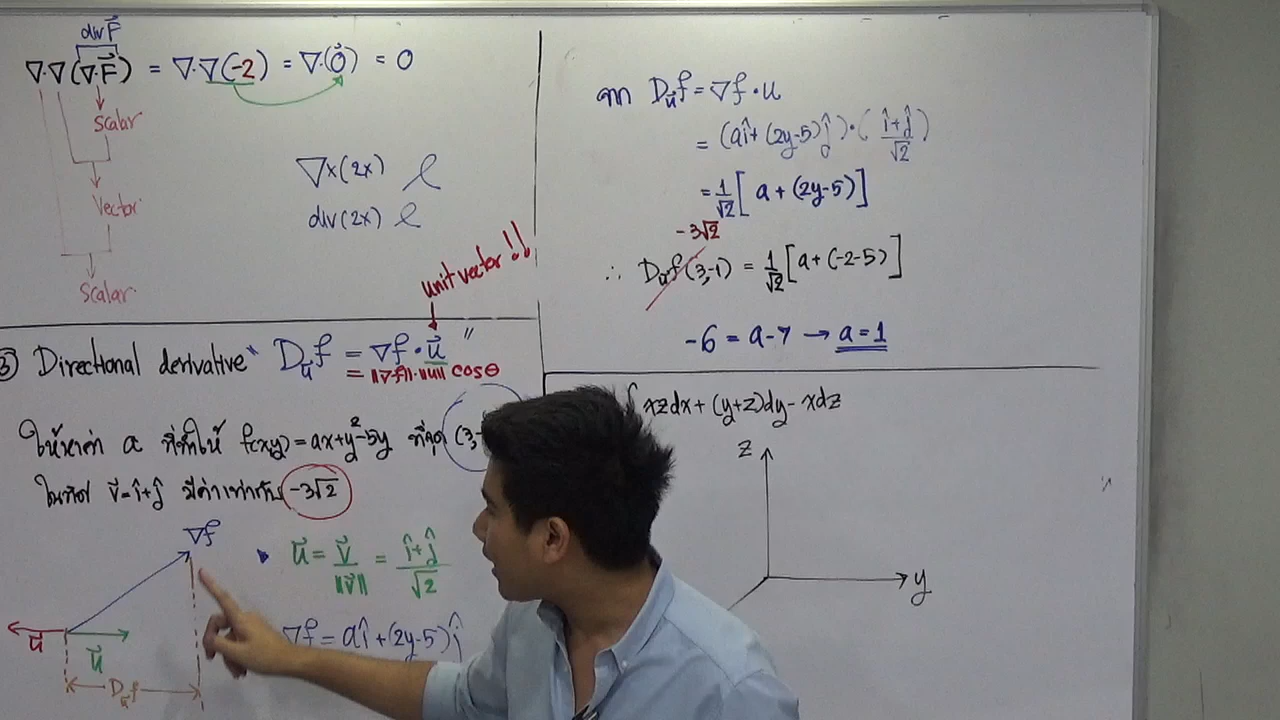 div F⃗
∇·∇(∇·F⃗) = ∇·∇(-2) = ∇·(0⃗) = 0
Scalar
Vector
Scalar
∇×(2x)
div(2x)
③ Directional derivative " D_u⃗ f = ∇f · u⃗ "
unit vector !!
= ||∇f||·||u|| cosθ
ให้หาค่า a ที่ทำให้ f(x,y) = ax+y²-5y ที่จุด (3,-
ในทิศ v⃗ = î+ĵ มีค่าเท่ากับ -3√2
∇f
u⃗
u⃗
D_u⃗ f
u⃗ = v⃗/||v⃗|| = (î+ĵ)/√2
∇f = aî + (2y-5)ĵ
จาก D_u⃗ f = ∇f · u
= (aî + (2y-5)ĵ)·((î+ĵ)/√2)
= 1/√2 [a + (2y-5)]
-3√2
∴ D_u⃗ f(3,-1) = 1/√2 [a + (-2-5)]
-6 = a-7 → a = 1
∫ xzdx + (y+z)dy - xdz
z
y